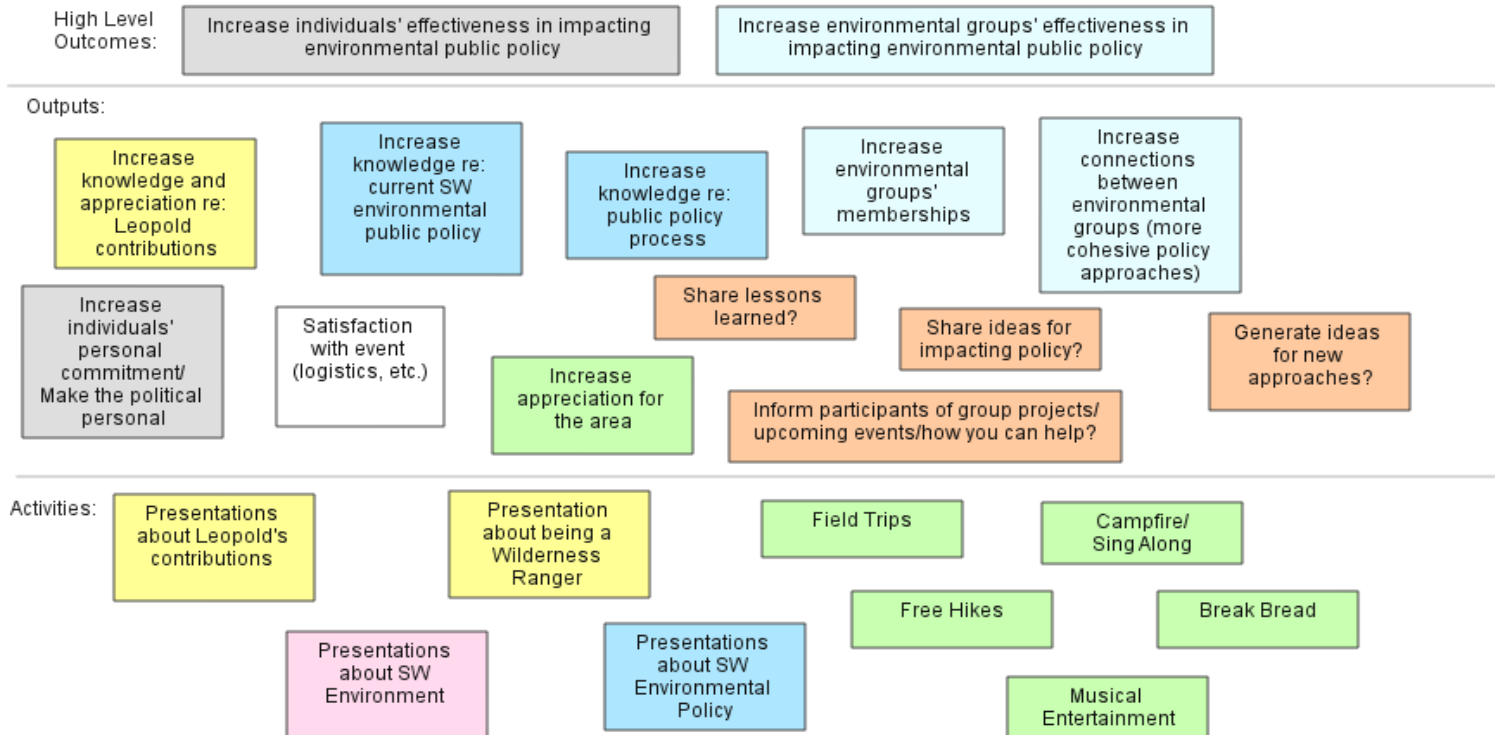 High Level
Outcomes:
Increase individuals' effectiveness in impacting
environmental public policy
Increase environmental groups' effectiveness in
impacting environmental public policy
Outputs:
Increase
knowledge and
appreciation re:
Leopold
contributions
Increase
knowledge re:
current SW
environmental
public policy
Increase
knowledge re:
public policy
process
Increase
environmental
groups'
memberships
Increase
connections
between
environmental
groups (more
cohesive policy
approaches)
Increase
individuals'
personal
commitment/
Make the political
personal
Satisfaction
with event
(logistics, etc.)
Increase
appreciation for
the area
Share lessons
learned?
Share ideas for
impacting policy?
Generate ideas
for new
approaches?
Inform participants of group projects/
upcoming events/how you can help?
Activities:
Presentations
about Leopold's
contributions
Presentation
about being a
Wilderness
Ranger
Field Trips
Campfire/
Sing Along
Free Hikes
Break Bread
Presentations
about SW
Environment
Presentations
about SW
Environmental
Policy
Musical
Entertainment